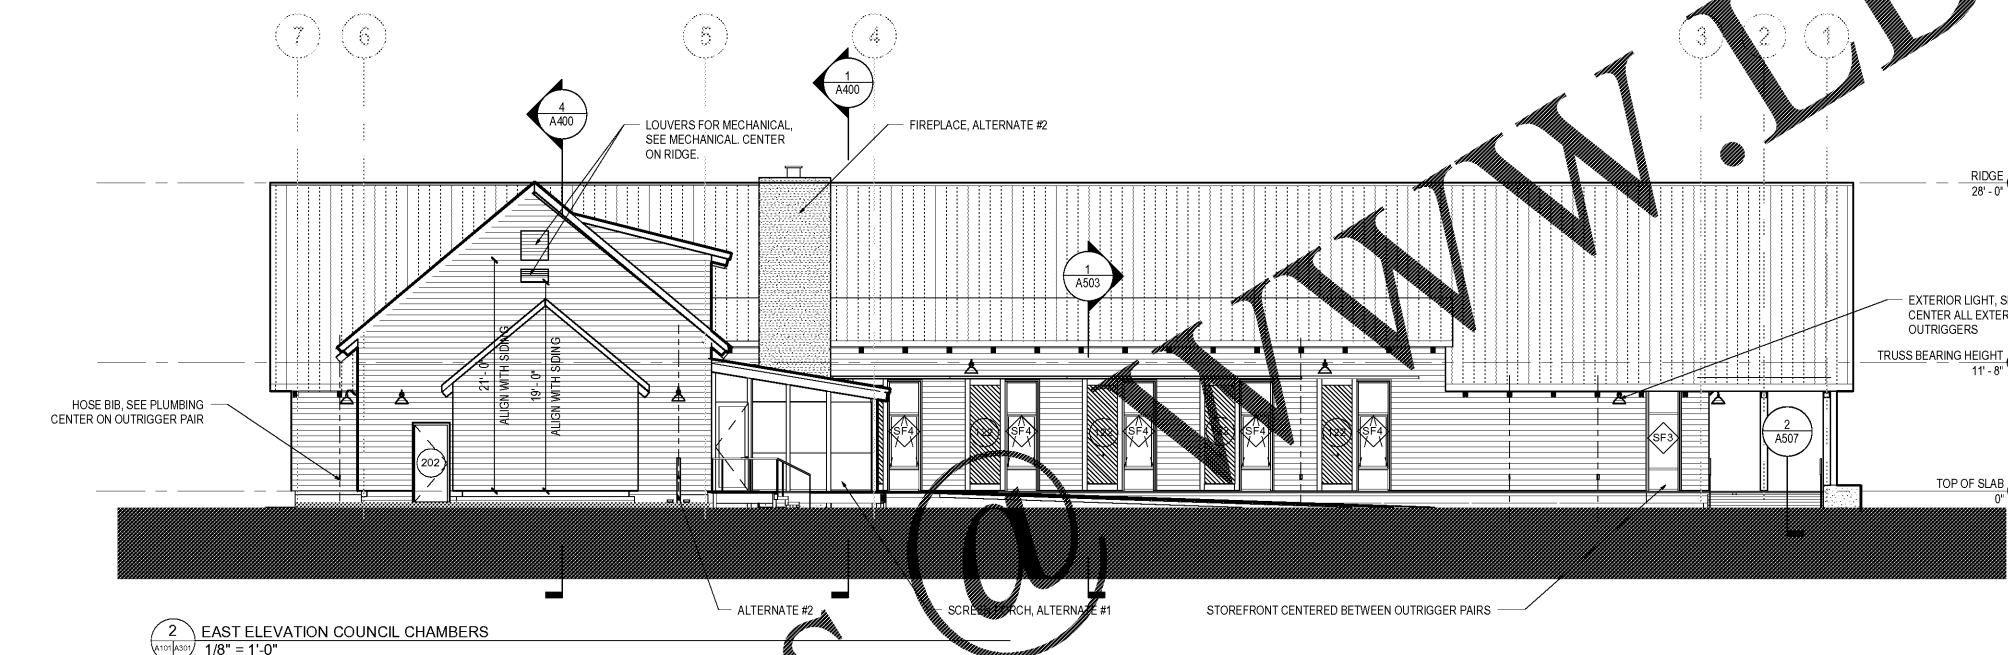 7
6
5
4
3
2
1
WWW.LD
1
A400
4
A400
LOUVERS FOR MECHANICAL,
SEE MECHANICAL. CENTER
ON RIDGE.
FIREPLACE, ALTERNATE #2
RIDGE
28' - 0"
1
A503
EXTERIOR LIGHT,
CENTER ALL
OUTRIGGERS
TRUSS BEARING HEIGHT
11' - 8"
21' - 0"
ALIGN WITH SIDING
19' - 0"
ALIGN WITH SIDING
HOSE BIB, SEE PLUMBING
CENTER ON OUTRIGGER PAIR
202
SF4
SF4
SF4
SF4
SF4
SF3
2
A507
TOP OF SLAB
0"
@
ALTERNATE #2
SCREEN PORCH, ALTERNATE #1
STOREFRONT CENTERED BETWEEN OUTRIGGER PAIRS
2
A101
A301
EAST ELEVATION COUNCIL CHAMBERS
1/8" = 1'-0"